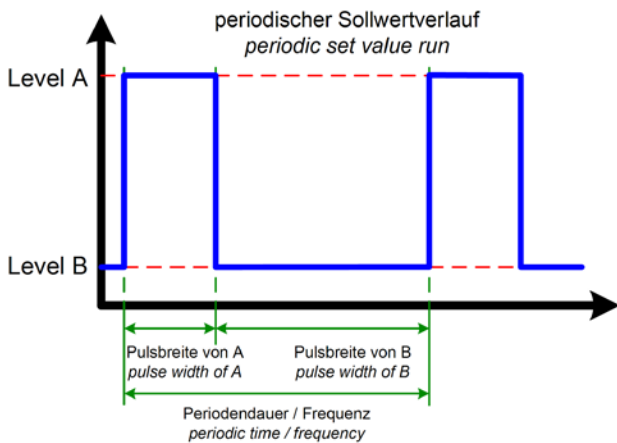 periodischer Sollwertverlauf
periodic set value run
Level A
Level B
Pulsbreite von A
pulse width of A
Pulsbreite von B
pulse width of B
Periodendauer / Frequenz
periodic time / frequency